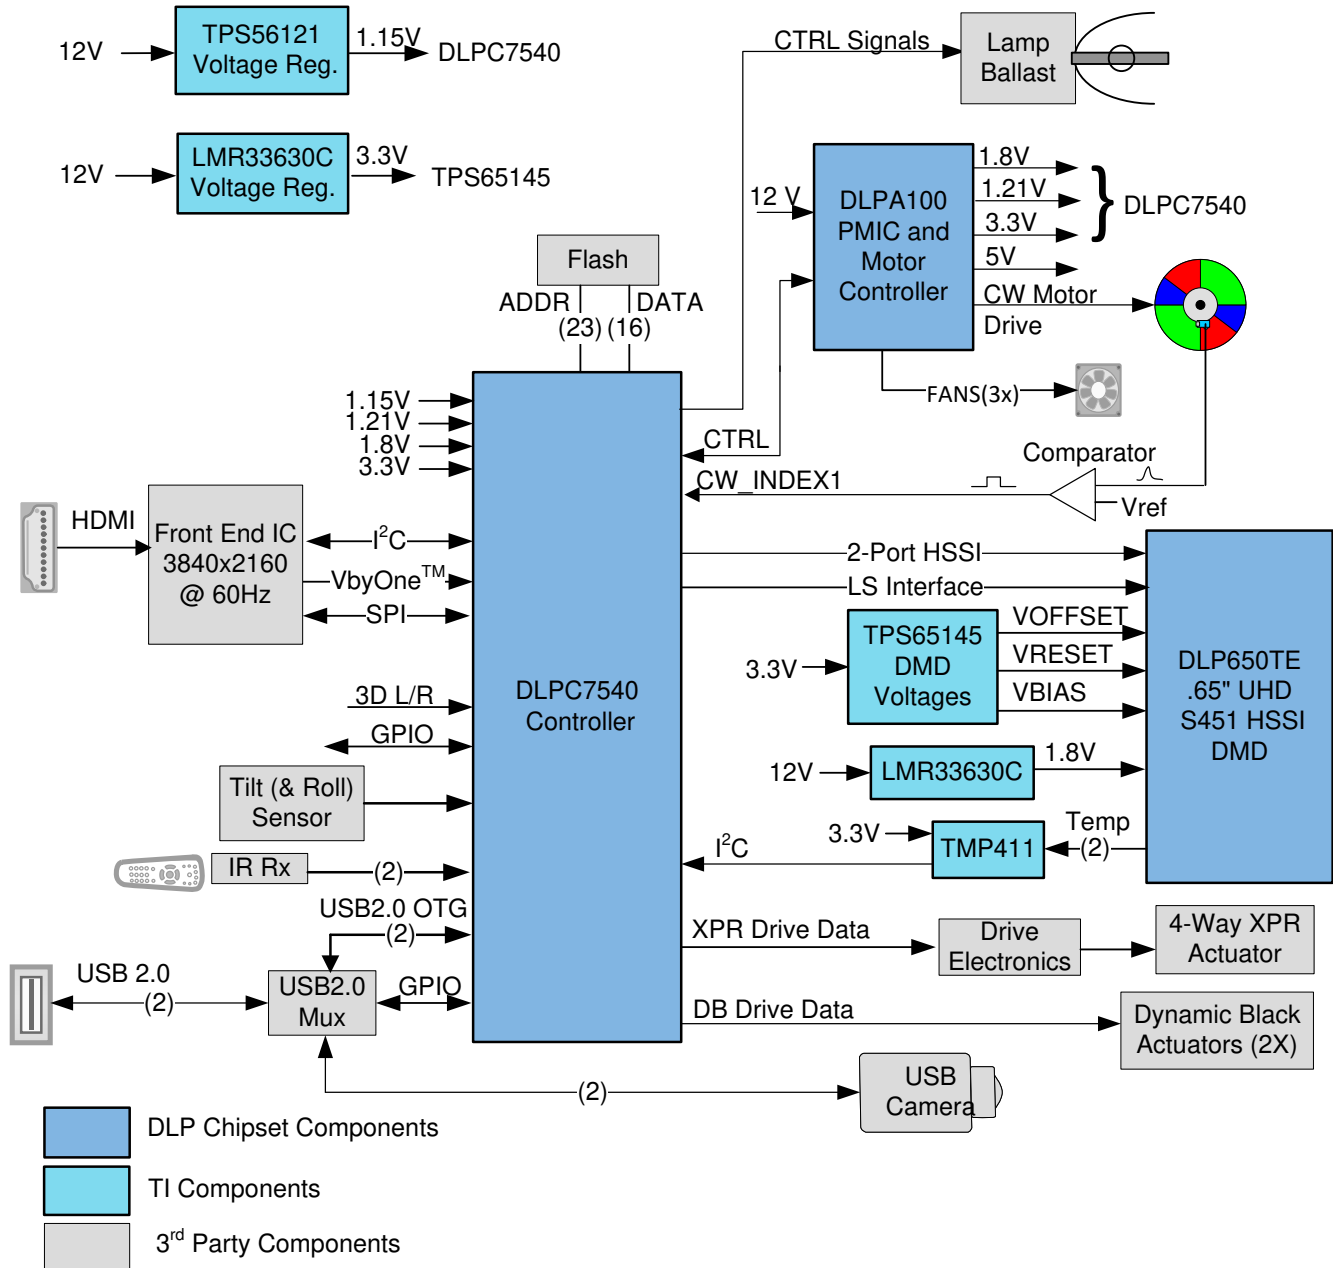 12V
TPS56121
Voltage Reg.
1.15V
DLPC7540
12V
LMR33630C
Voltage Reg.
3.3V
TPS65145
CTRL Signals
Lamp
Ballast
12 V
DLPA100
PMIC and
Motor
Controller
1.8V
1.21V
3.3V
5V
}
DLPC7540
CW Motor
Drive
FANS(3x)
Flash
ADDR
DATA
(23)
(16)
1.15V
1.21V
1.8V
3.3V
CTRL
CW_INDEX1
Comparator
Vref
HDMI
Front End IC
3840x2160
@ 60Hz
I²C
VbyOne™
SPI
DLPC7540
Controller
2-Port HSSI
LS Interface
3.3V
TPS65145
DMD
Voltages
VOFFSET
VRESET
VBIAS
DLP650TE
.65" UHD
S451 HSSI
DMD
12V
LMR33630C
1.8V
3.3V
TMP411
Temp
(2)
I²C
3D L/R
GPIO
Tilt (& Roll)
Sensor
IR Rx
(2)
USB2.0 OTG
(2)
USB 2.0
(2)
USB2.0
Mux
GPIO
XPR Drive Data
Drive
Electronics
4-Way XPR
Actuator
DB Drive Data
Dynamic Black
Actuators (2X)
(2)
USB
Camera
DLP Chipset Components
TI Components
3rd Party Components